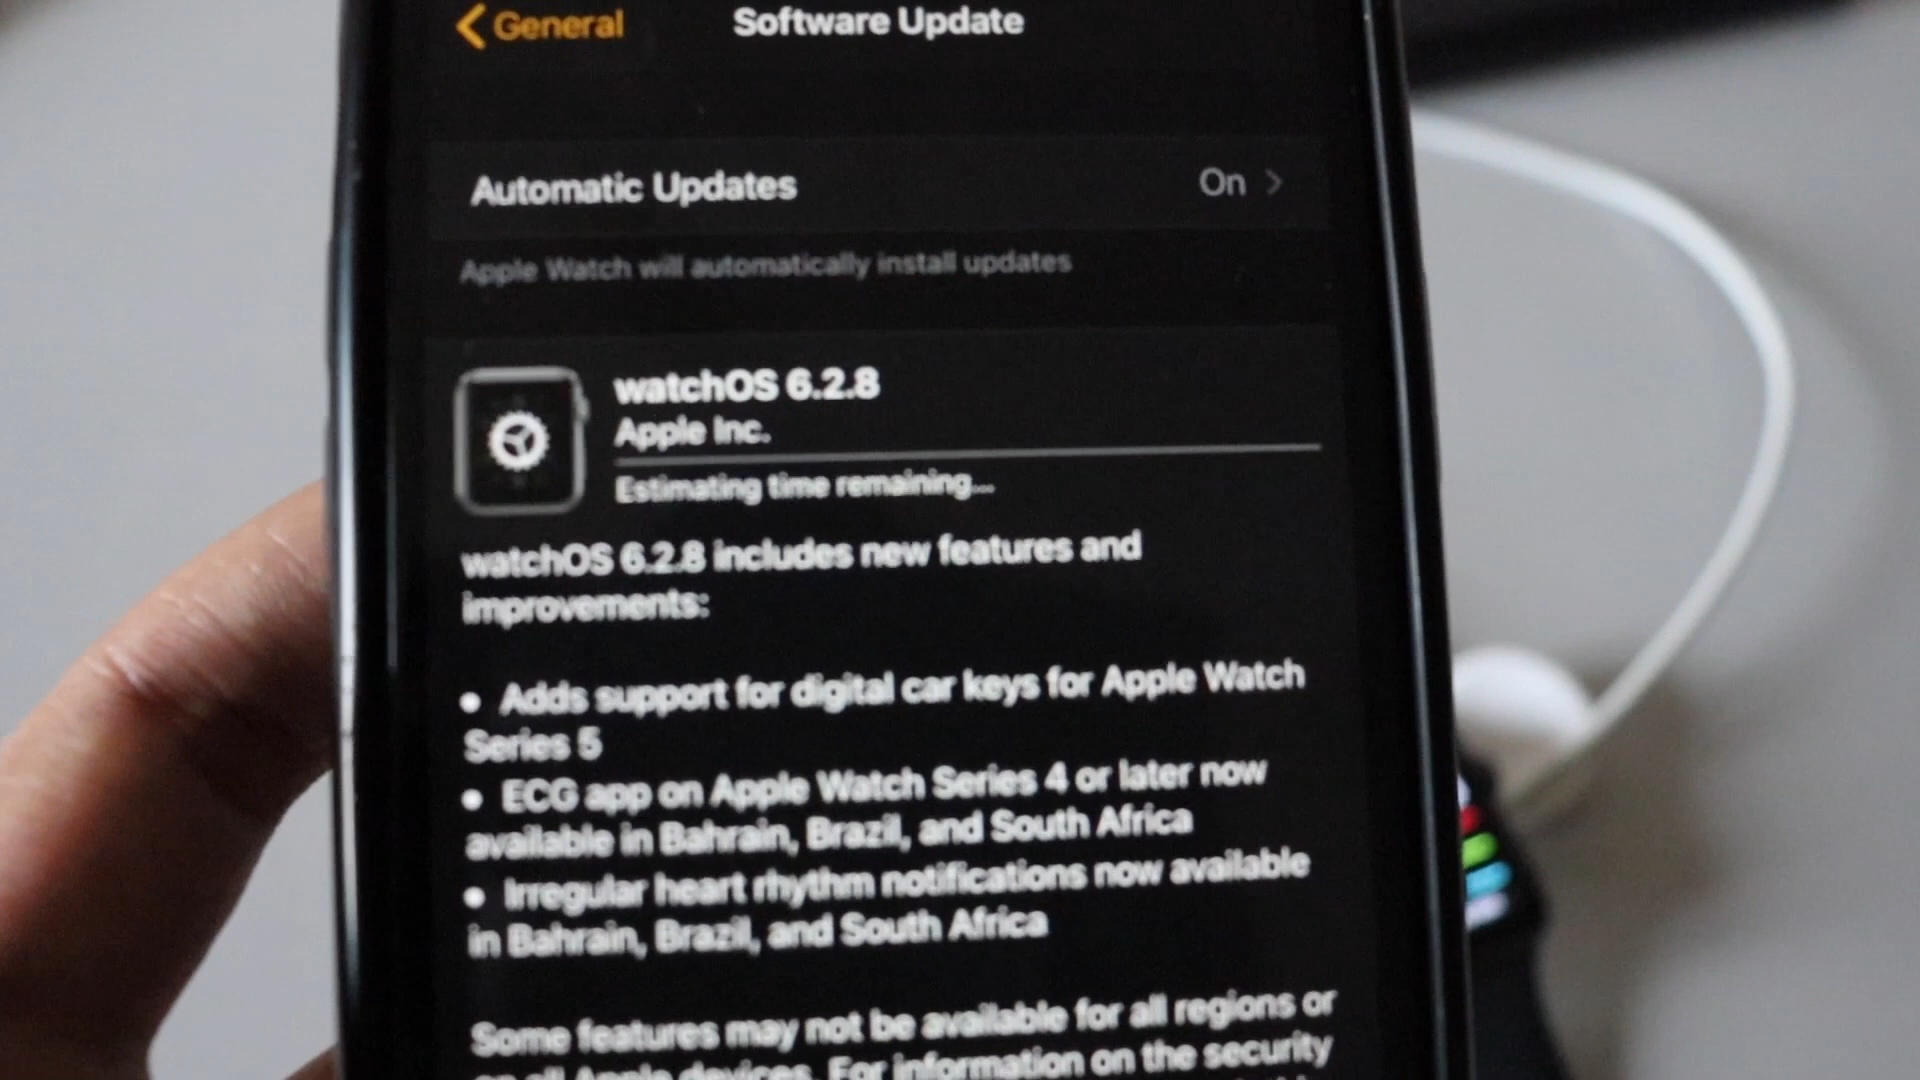 General
Software Update
Automatic Updates
On
Apple Watch will automatically install updates
watchOS 6.2.8
Apple Inc.
Estimating time remaining...
watchOS 6.2.8 includes new features and
improvements:
• Adds support for digital car keys for Apple Watch
Series 5
• ECG app on Apple Watch Series 4 or later now
available in Bahrain, Brazil, and South Africa
• Irregular heart rhythm notifications now available
in Bahrain, Brazil, and South Africa
Some features may not be available for all regions or
on all Apple devices. For information on the security